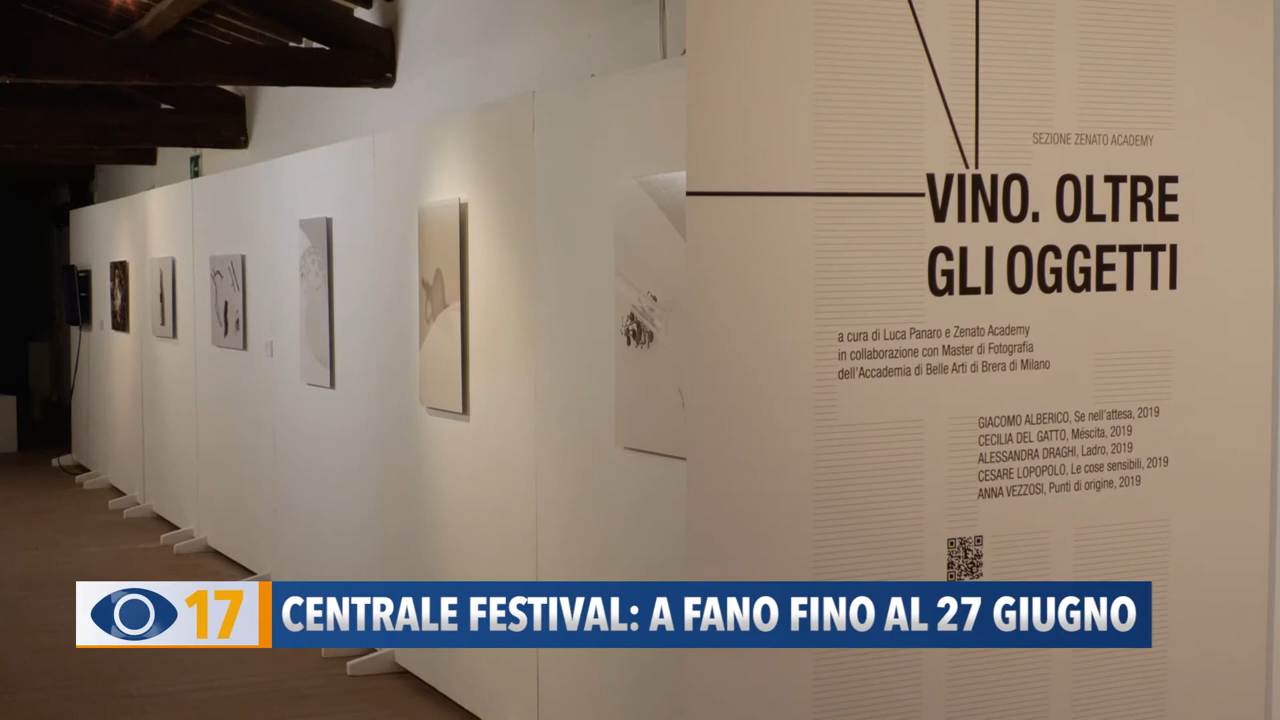 SEZIONE ZENATO ACADEMY
VINO. OLTRE
GLI OGGETTI
a cura di Luca Panaro e Zenato Academy
in collaborazione con Master di Fotografia
dell'Accademia di Belle Arti di Brera di Milano
GIACOMO ALBERICO, Se nell'attesa, 2019
CECILIA DEL GATTO, Méscita, 2019
ALESSANDRA DRAGHI, Ladro, 2019
CESARE LOPOPOLO, Le cose sensibili, 2019
ANNA VEZZOSI, Punti di origine, 2019
17 CENTRALE FESTIVAL: A FANO FINO AL 27 GIUGNO